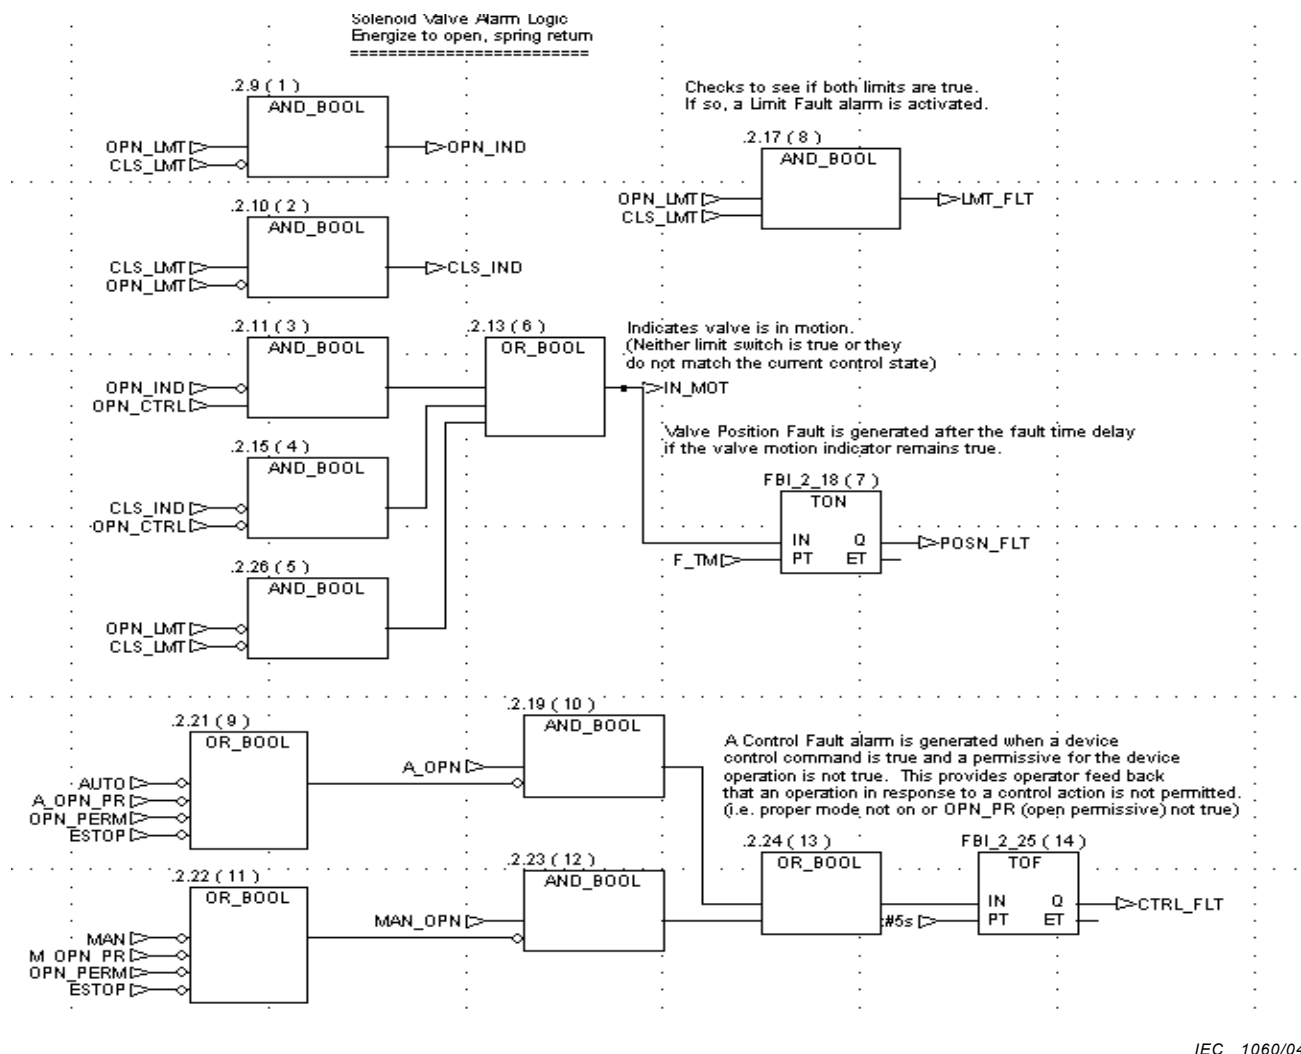 Solenoid Valve Alarm Logic
Energize to open, spring return
==========================
.2.9 ( 1 )
AND_BOOL
OPN_LMT
CLS_LMT
OPN_IND
Checks to see if both limits are true.
If so, a Limit Fault alarm is activated.
.2.17 ( 8 )
AND_BOOL
OPN_LMT
CLS_LMT
LMT_FLT
.2.10 ( 2 )
AND_BOOL
CLS_LMT
OPN_LMT
CLS_IND
.2.11 ( 3 )
AND_BOOL
OPN_IND
OPN_CTRL
.2.13 ( 6 )
OR_BOOL
Indicates valve is in motion.
(Neither limit switch is true or they
do not match the current control state)
IN_MOT
Valve Position Fault is generated after the fault time delay
if the valve motion indicator remains true.
.2.15 ( 4 )
AND_BOOL
CLS_IND
OPN_CTRL
FBI_2_18 ( 7 )
TON
IN Q
PT ET
F_TM
POSN_FLT
.2.26 ( 5 )
AND_BOOL
OPN_LMT
CLS_LMT
.2.21 ( 9 )
OR_BOOL
AUTO
A_OPN_PR
OPN_PERM
ESTOP
.2.19 ( 10 )
AND_BOOL
A_OPN
A Control Fault alarm is generated when a device
control command is true and a permissive for the device
operation is not true. This provides operator feed back
that an operation in response to a control action is not permitted.
(i.e. proper mode not on or OPN_PR (open permissive) not true)
.2.22 ( 11 )
OR_BOOL
MAN
M_OPN_PR
OPN_PERM
ESTOP
.2.23 ( 12 )
AND_BOOL
MAN_OPN
.2.24 ( 13 )
OR_BOOL
FBI_2_25 ( 14 )
TOF
IN Q
PT ET
t#5s
CTRL_FLT
IEC 1060/04